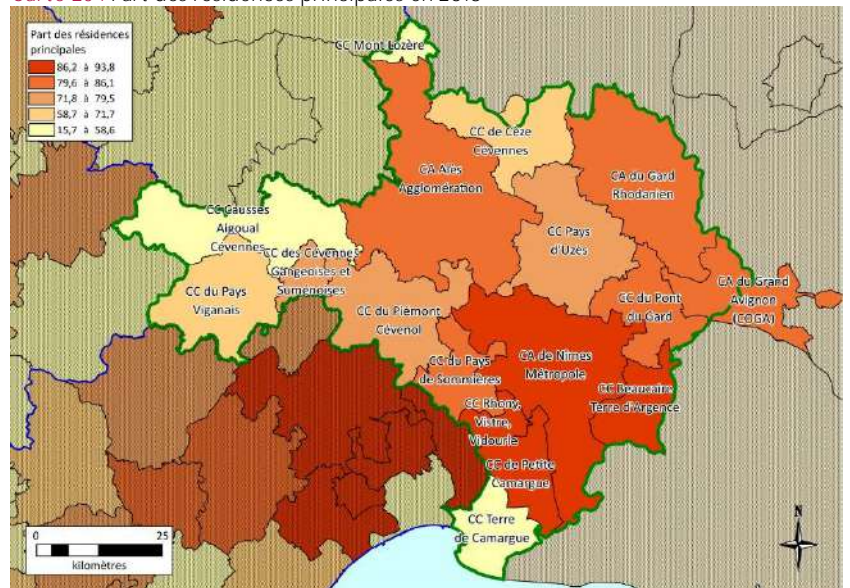 Part des résidences
principales
86,2 à 93,8
79,6 à 86,1
71,8 à 79,5
58,7 à 71,7
15,7 à 58,6
CC Mont Lozère
CC de Cèze
Cévennes
CA Alès
Agglomération
CA du Gard
Rhodanien
CC Causses
Aigoual
Cévennes
CC Pays
d'Uzès
CC des Cévennes
Gangeoises et
Suménoises
CC du Pays
Viganais
CC du Piémont
Cévenol
CC du Pont
du Gard
CA du Grand
Avignon
(COGA)
CC du Pays
de Sommières
CA de Nîmes
Métropole
CC Beaucaire
Terre d'Argence
CC Rhony,
Vistre,
Vidourle
CC de Petite
Camargue
CC Terre
de Camargue
0 25
kilomètres
N